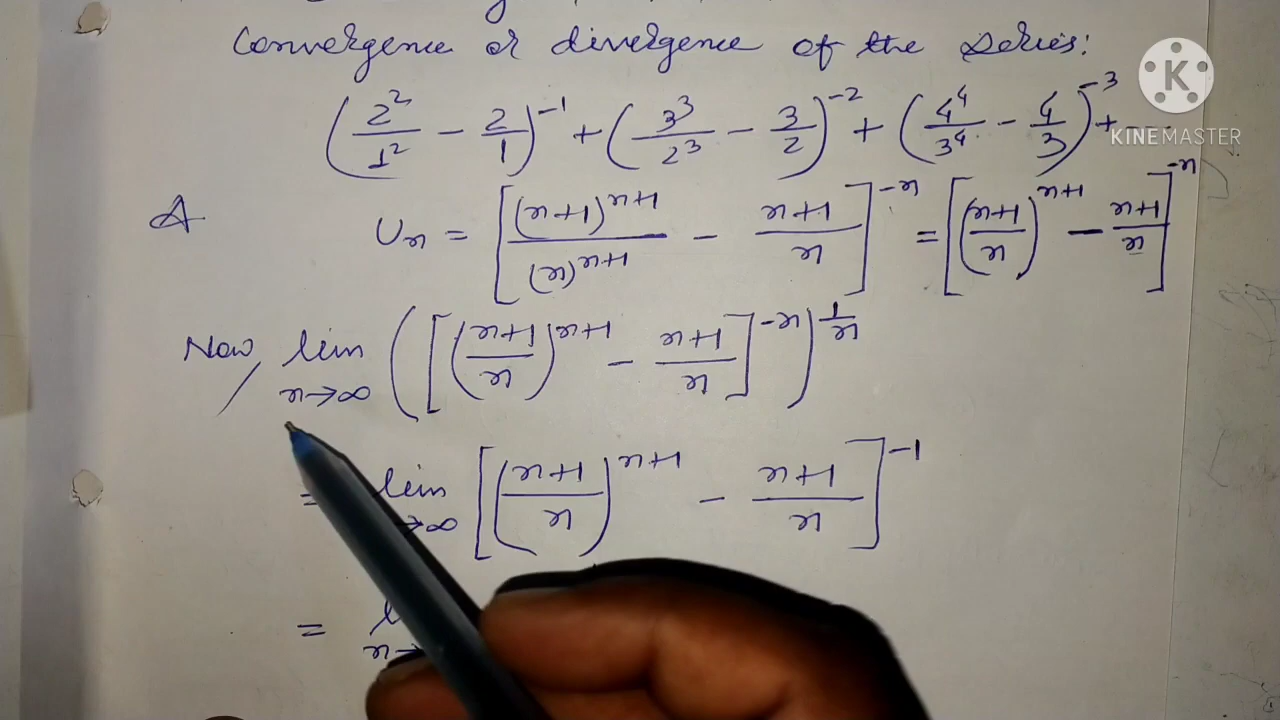 Convergence or divergence of the series:
(2²/1² - 2/1)⁻¹ + (3³/2³ - 3/2)⁻² + (4⁴/3⁴ - 4/3)⁻³ + ---
A Uₙ = [(n+1)ⁿ⁺¹/(n)ⁿ⁺¹ - (n+1)/n]⁻ⁿ = [((n+1)/n)ⁿ⁺¹ - (n+1)/n]⁻ⁿ
Now, lim n→∞ ([((n+1)/n)ⁿ⁺¹ - (n+1)/n]⁻ⁿ)^(1/n)
= lim →∞ [((n+1)/n)ⁿ⁺¹ - (n+1)/n]⁻¹
=
K
KINEMASTER